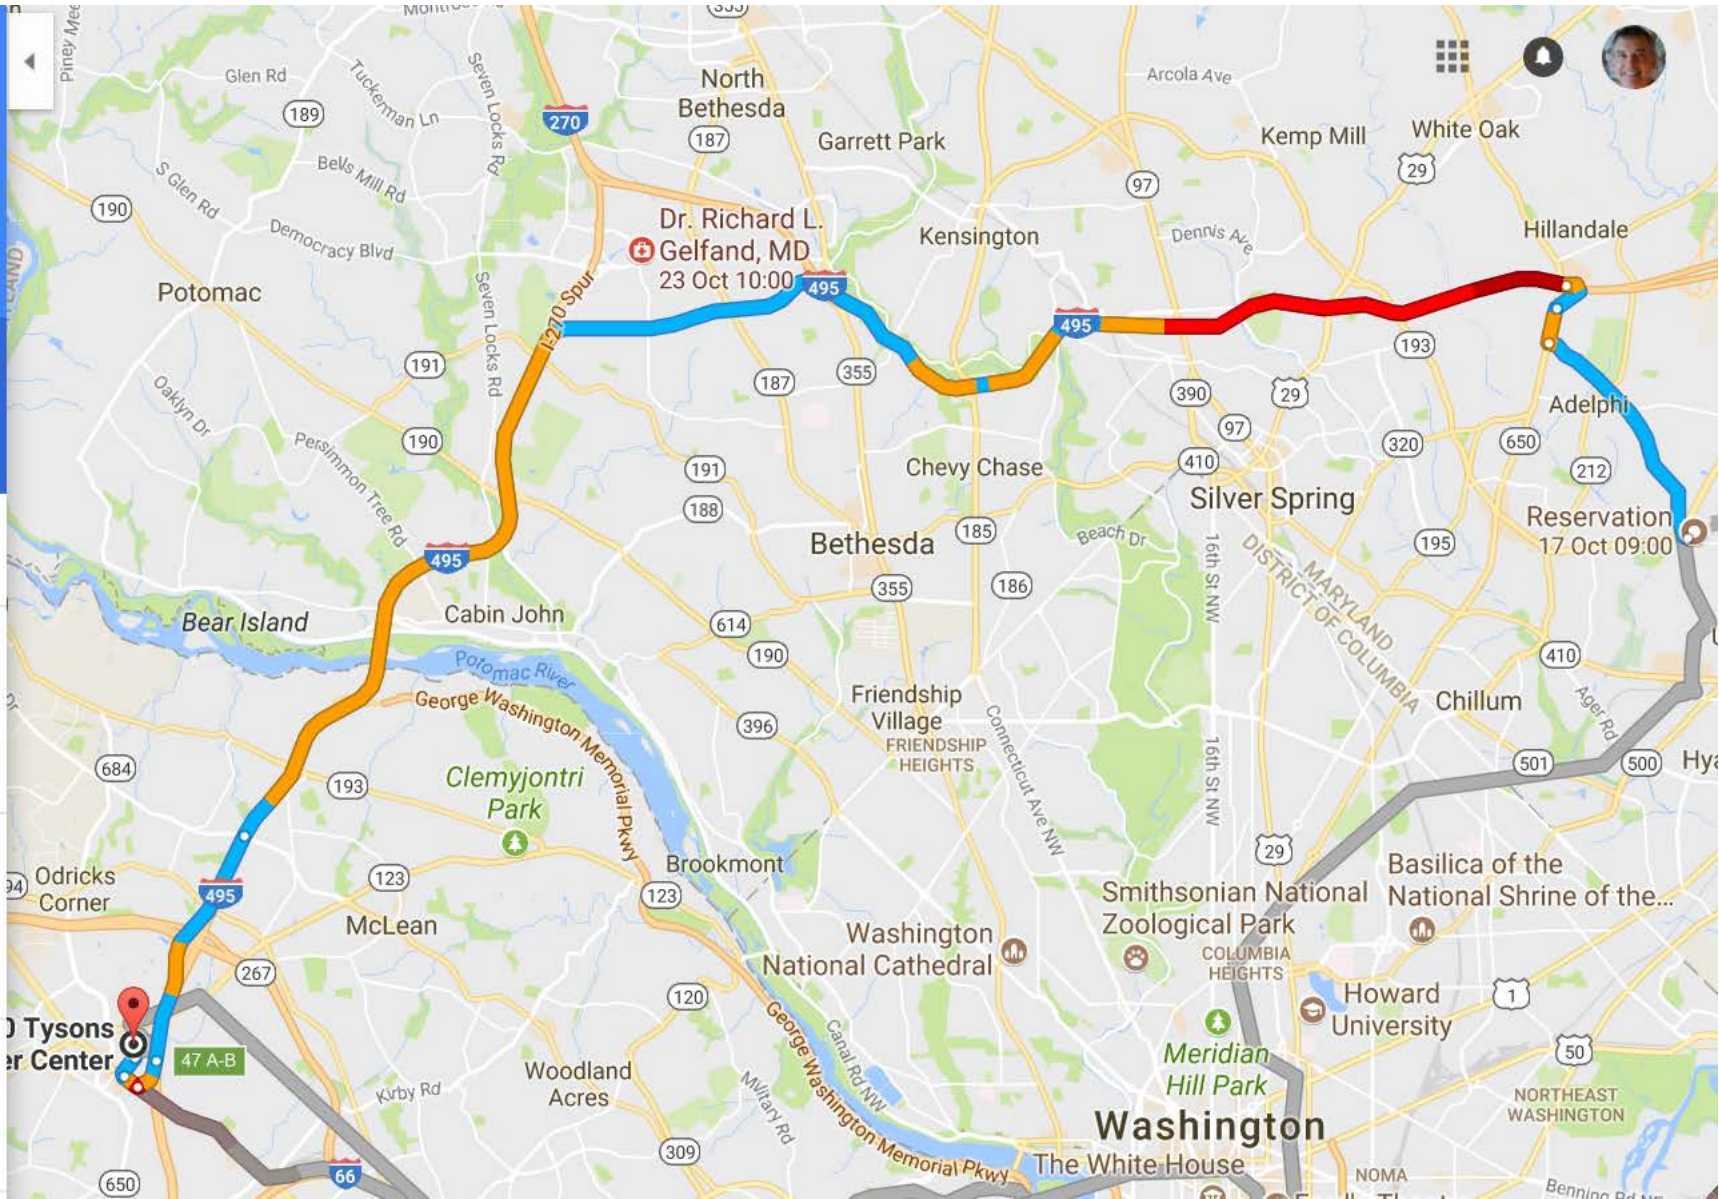 355
Piney Mee
Glen Rd
Tuckerman Ln
Seven Locks Rd
North
Bethesda
Arcola Ave
189
270
187
Garrett Park
Kemp Mill
White Oak
29
S Glen Rd
Bells Mill Rd
97
190
Democracy Blvd
Dr. Richard L.
Gelfand, MD
23 Oct 10:00
Kensington
Dennis Ave
Hillandale
Potomac
Seven Locks Rd
I-270 Spur
495
495
193
191
187
355
390
29
Adelphi
Oaklyn Dr
190
Persimmon Tree Rd
191
Chevy Chase
97
410
320
650
212
188
Silver Spring
Reservation
17 Oct 09:00
495
Bethesda
185
Beach Dr
195
16th St NW
MARYLAND
DISTRICT OF COLUMBIA
355
186
Bear Island
Cabin John
614
190
410
Potomac River
George Washington Memorial Pkwy
Friendship
Village
FRIENDSHIP
HEIGHTS
396
Connecticut Ave NW
16th St NW
Chillum
Ager Rd
684
193
Clemyjontri
Park
501
500
Hya
29
Brookmont
Odricks
Corner
94
495
123
123
McLean
Smithsonian National
Zoological Park
Basilica of the
National Shrine of the...
Washington
National Cathedral
COLUMBIA
HEIGHTS
267
120
Howard
University
1
0 Tysons
er Center
47 A-B
George Washington Memorial Pkwy
Canal Rd NW
Meridian
Hill Park
50
Woodland
Acres
Kirby Rd
Military Rd
NORTHEAST
WASHINGTON
Washington
309
The White House
66
650
NOMA